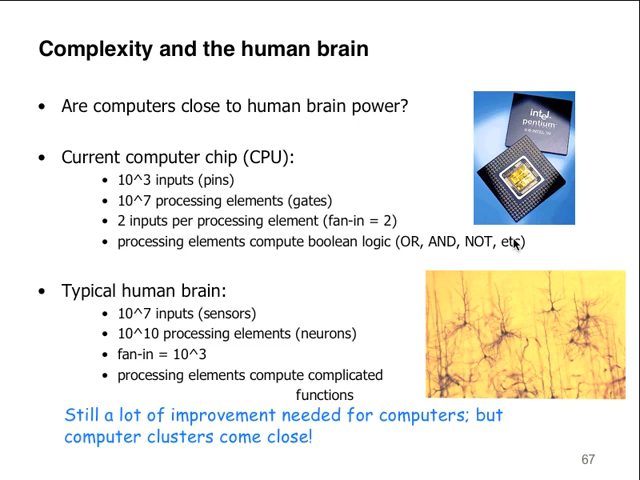 Complexity and the human brain
• Are computers close to human brain power?
• Current computer chip (CPU):
• 10^3 inputs (pins)
• 10^7 processing elements (gates)
• 2 inputs per processing element (fan-in = 2)
• processing elements compute boolean logic (OR, AND, NOT, etc)
intel
pentium
• Typical human brain:
• 10^7 inputs (sensors)
• 10^10 processing elements (neurons)
• fan-in = 10^3
• processing elements compute complicated
functions
Still a lot of improvement needed for computers; but
computer clusters come close!
67